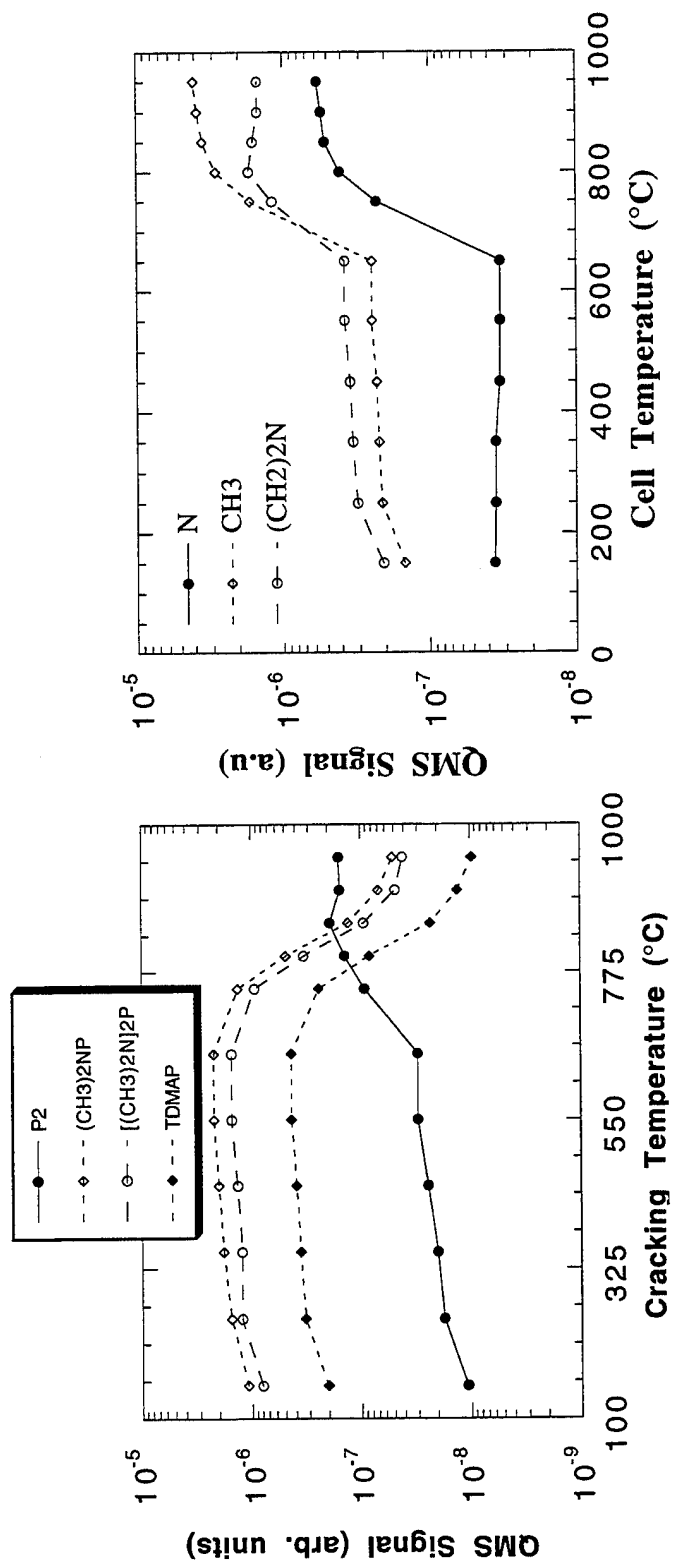 QMS Signal (arb. units)
10-5
10-6
10-7
10-8
10-9
P2
(CH3)2NP
[(CH3)2N]2P
TDMAP
100
325
550
775
1000
Cracking Temperature (°C)
QMS Signal (a.u)
10-5
10-6
10-7
10-8
N
CH3
(CH2)2N
0
200
400
600
800
1000
Cell Temperature (°C)